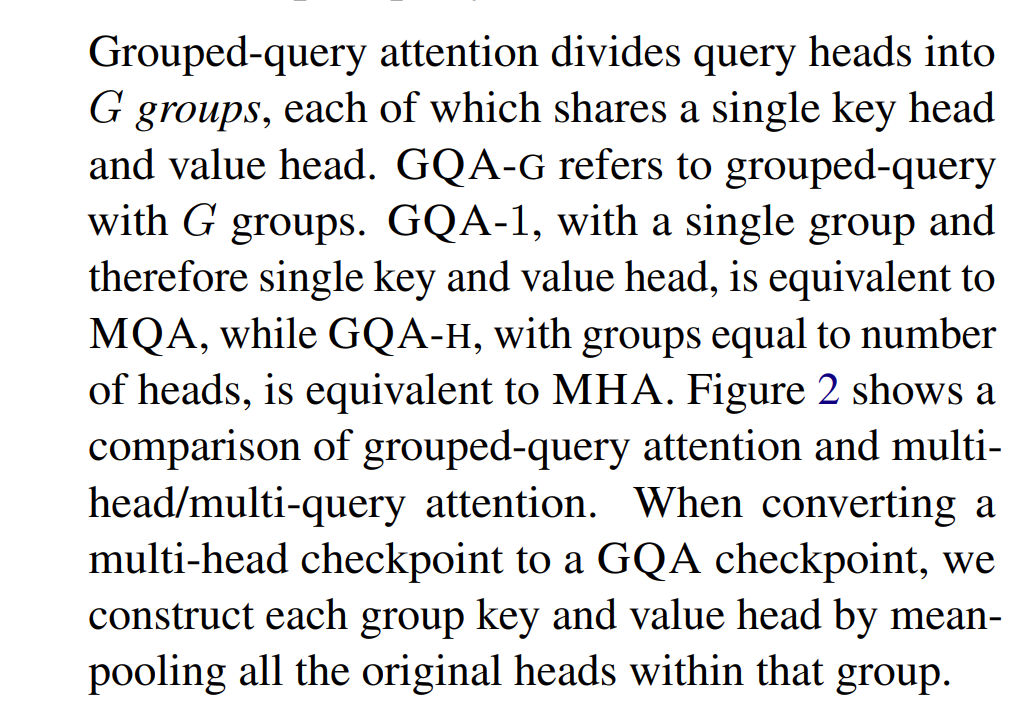 Grouped-query attention divides query heads into
G groups, each of which shares a single key head
and value head. GQA-G refers to grouped-query
with G groups. GQA-1, with a single group and
therefore single key and value head, is equivalent to
MQA, while GQA-H, with groups equal to number
of heads, is equivalent to MHA. Figure 2 shows a
comparison of grouped-query attention and multi-
head/multi-query attention. When converting a
multi-head checkpoint to a GQA checkpoint, we
construct each group key and value head by mean-
pooling all the original heads within that group.